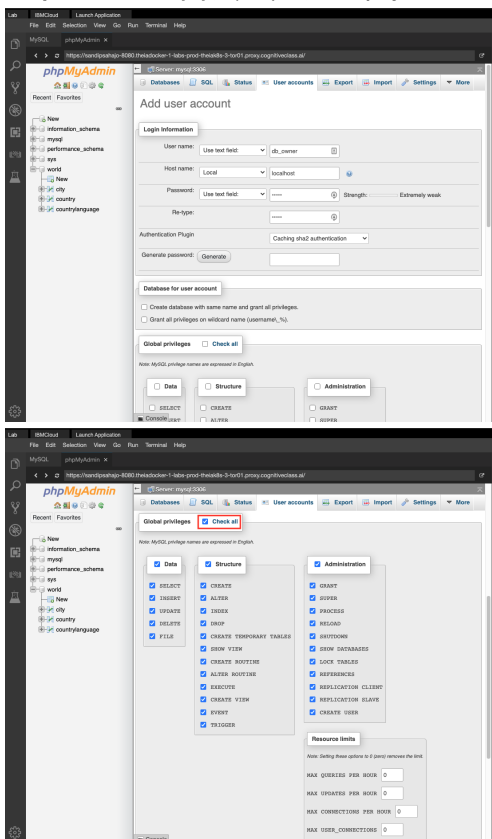 Lab IBMCloud Launch Application
File Edit Selection View Go Run Terminal Help
MySQL phpMyAdmin ×
https://sandipsahajo-8080.theiadocker-1-labs-prod-theiak8s-3-tor01.proxy.cognitiveclass.ai/
phpMyAdmin
Recent Favorites
New
information_schema
mysql
performance_schema
sys
world
New
city
country
countrylanguage
Server: mysql:3306
Databases SQL Status User accounts Export Import Settings More
Add user account
Login Information
User name: Use text field: db_owner
Host name: Local localhost
Password: Use text field: ····· Strength: Extremely weak
Re-type: ·····
Authentication Plugin Caching sha2 authentication
Generate password: Generate
Database for user account
Create database with same name and grant all privileges.
Grant all privileges on wildcard name (username\_%).
Global privileges Check all
Note: MySQL privilege names are expressed in English.
Data Structure Administration
SELECT CREATE GRANT
ALTER SUPER
Console
Lab IBMCloud Launch Application
File Edit Selection View Go Run Terminal Help
MySQL phpMyAdmin ×
https://sandipsahajo-8080.theiadocker-1-labs-prod-theiak8s-3-tor01.proxy.cognitiveclass.ai/
phpMyAdmin
Recent Favorites
New
information_schema
mysql
performance_schema
sys
world
New
city
country
countrylanguage
Server: mysql:3306
Databases SQL Status User accounts Export Import Settings More
Global privileges Check all
Note: MySQL privilege names are expressed in English.
Data Structure Administration
SELECT CREATE GRANT
INSERT ALTER SUPER
UPDATE INDEX PROCESS
DELETE DROP RELOAD
FILE CREATE TEMPORARY TABLES SHUTDOWN
SHOW VIEW SHOW DATABASES
CREATE ROUTINE LOCK TABLES
ALTER ROUTINE REFERENCES
EXECUTE REPLICATION CLIENT
CREATE VIEW REPLICATION SLAVE
EVENT CREATE USER
TRIGGER
Resource limits
Note: Setting these options to 0 (zero) removes the limit.
MAX QUERIES PER HOUR 0
MAX UPDATES PER HOUR 0
MAX CONNECTIONS PER HOUR 0
MAX USER_CONNECTIONS 0